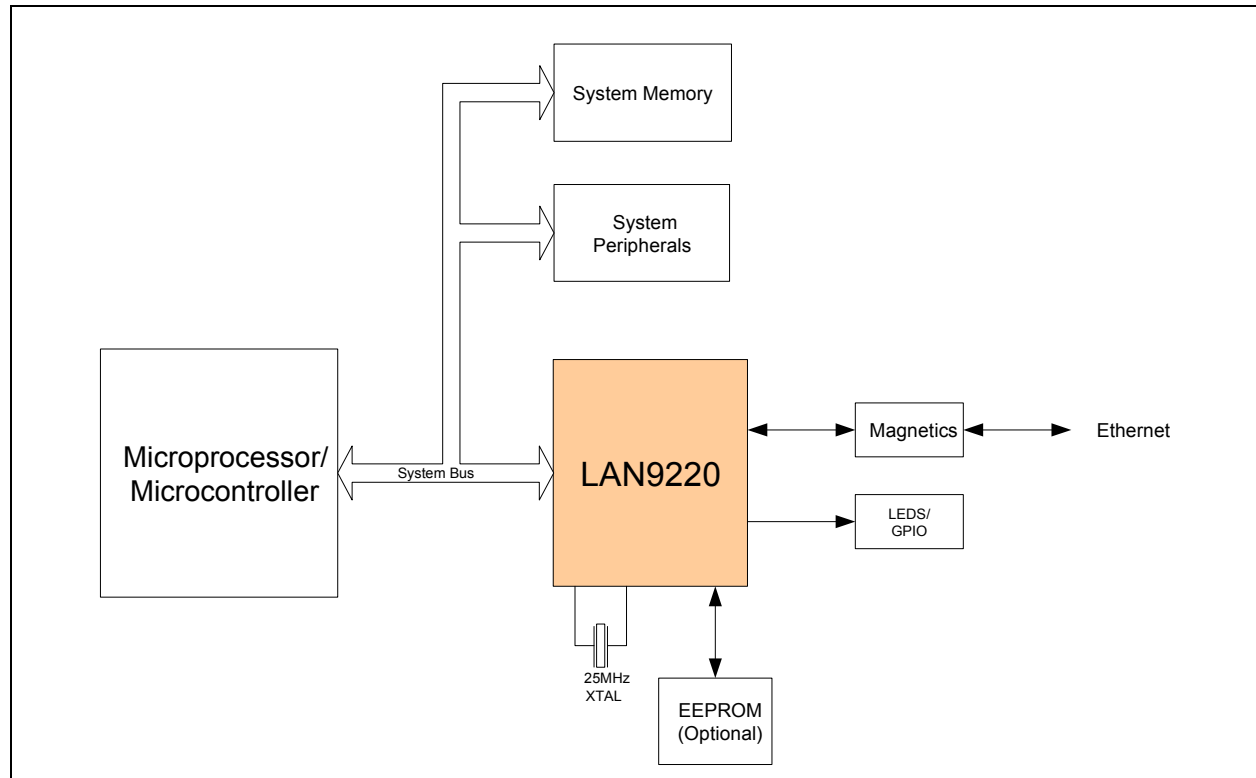 System Memory
System
Peripherals
Microprocessor/
Microcontroller
System Bus
LAN9220
Magnetics
Ethernet
LEDS/
GPIO
25MHz
XTAL
EEPROM
(Optional)